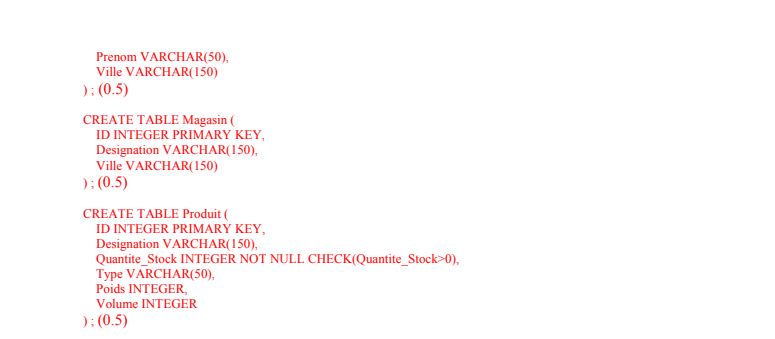 Prenom VARCHAR(50),
Ville VARCHAR(150)
) ; (0.5)
CREATE TABLE Magasin (
ID INTEGER PRIMARY KEY,
Designation VARCHAR(150),
Ville VARCHAR(150)
) ; (0.5)
CREATE TABLE Produit (
ID INTEGER PRIMARY KEY,
Designation VARCHAR(150),
Quantite_Stock INTEGER NOT NULL CHECK(Quantite_Stock>0),
Type VARCHAR(50),
Poids INTEGER,
Volume INTEGER
) ; (0.5)